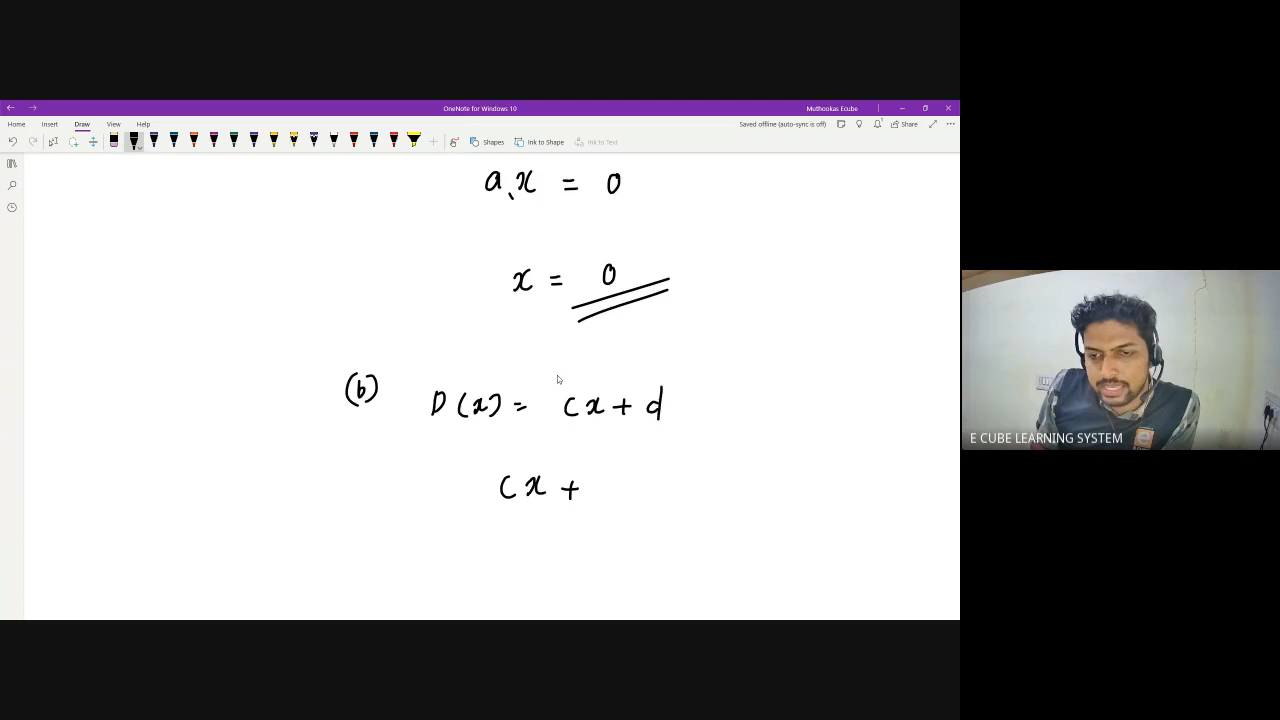 OneNote for Windows 10
Muthookas Ecube
Home Insert Draw View Help
Saved offline (auto-sync is off)
Share
Shapes
Ink to Shape
Ink to Text
a x = 0
x = 0
(b) P(x) = cx + d
cx +
E CUBE LEARNING SYSTEM